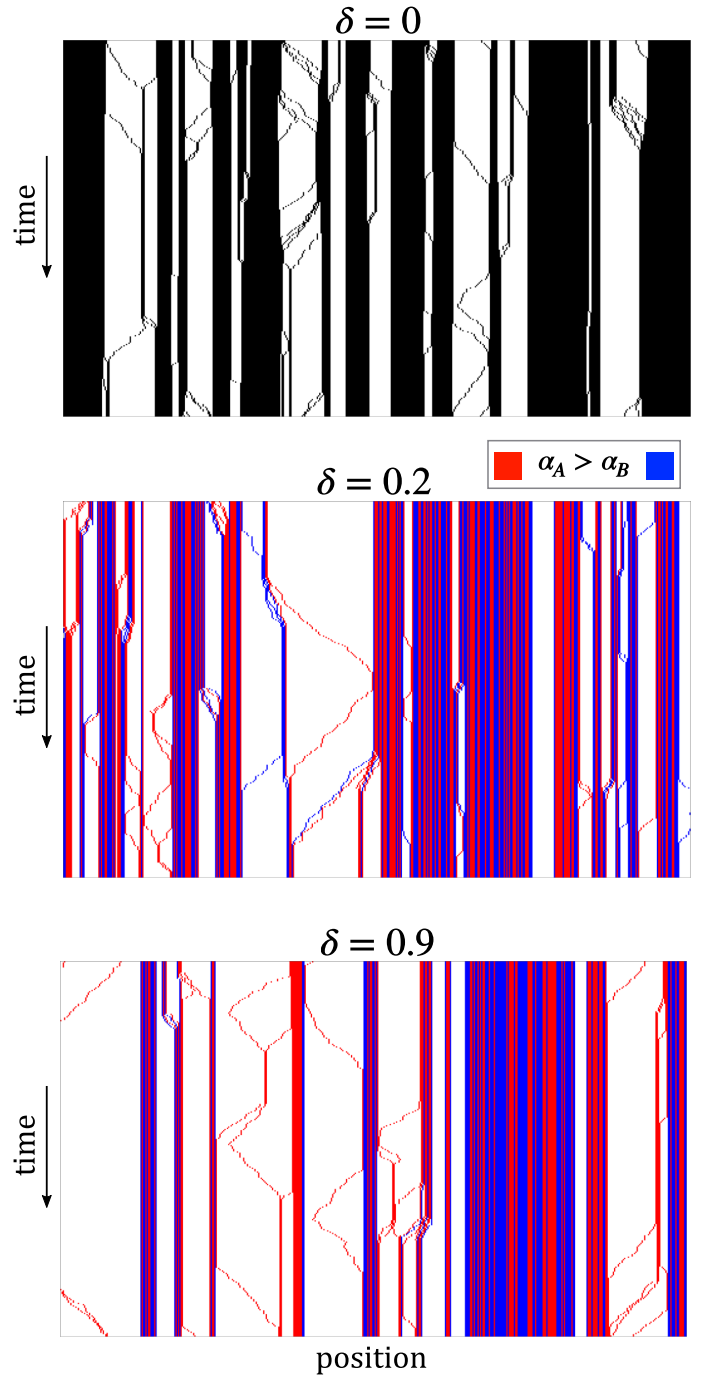 δ = 0
time
α_A > α_B
δ = 0.2
time
δ = 0.9
time
position